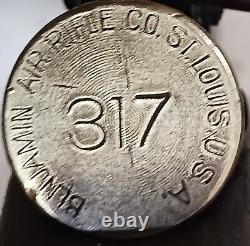 BENJAMIN AIR RIFLE CO. ST. LOUIS. U.S.A.
317